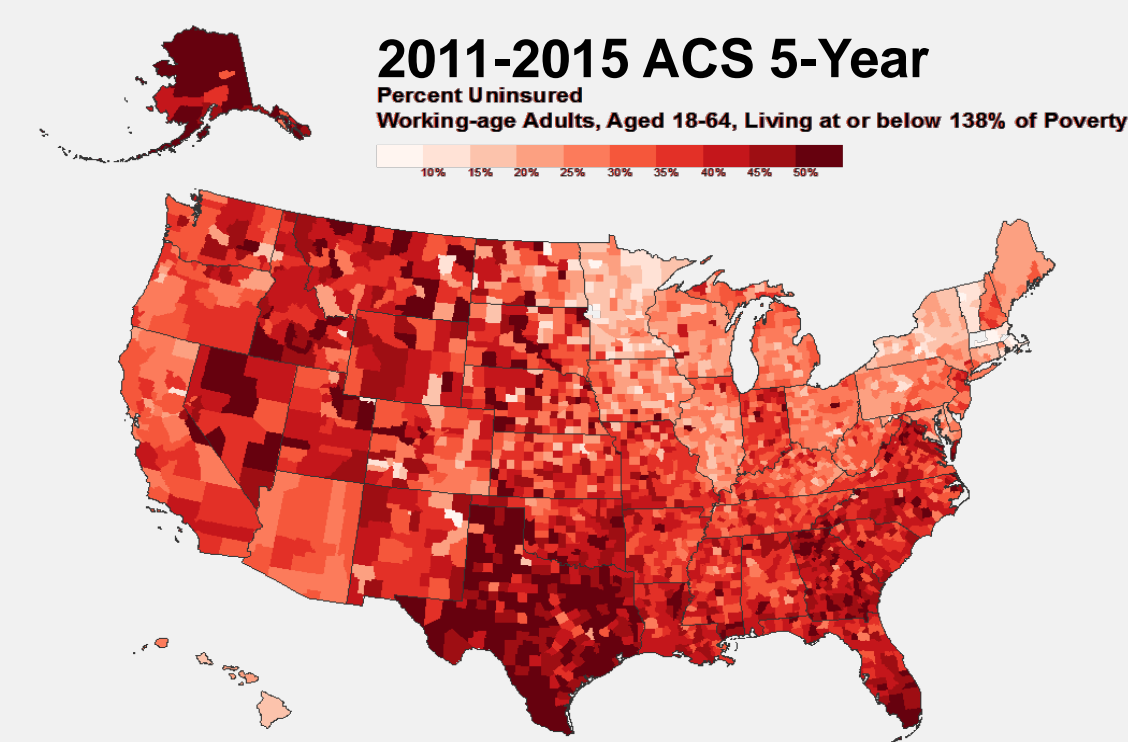 2011-2015 ACS 5-Year
Percent Uninsured
Working-age Adults, Aged 18-64, Living at or below 138% of Poverty
10% 15% 20% 25% 30% 35% 40% 45% 50%